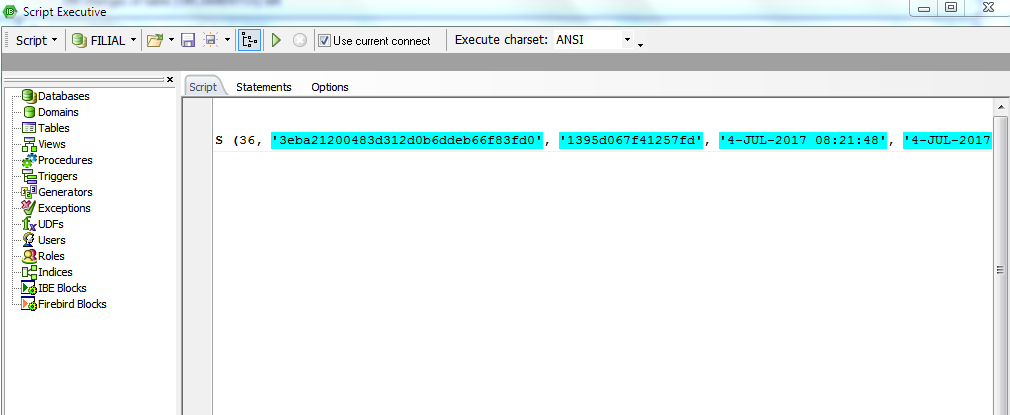 Script Executive
Script FILIAL Use current connect Execute charset: ANSI
Script Statements Options
Databases
Domains
Tables
Views
Procedures
Triggers
Generators
Exceptions
UDFs
Users
Roles
Indices
IBE Blocks
Firebird Blocks
S (36, '3eba21200483d312d0b6ddeb66f83fd0', '1395d067f41257fd', '4-JUL-2017 08:21:48', '4-JUL-2017